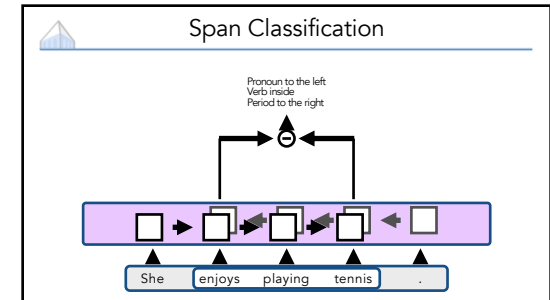 Span Classification
Pronoun to the left
Verb inside
Period to the right
She enjoys playing tennis .